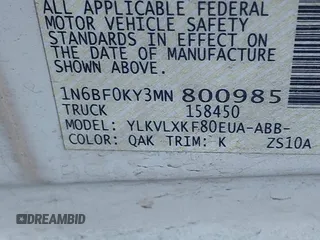 ALL APPLICABLE FEDERAL
MOTOR VEHICLE SAFETY
STANDARDS IN EFFECT ON
THE DATE OF MANUFACTURE
SHOWN ABOVE.
1N6BF0KY3MN 800985
TRUCK 158450
MODEL: YLKVLXKF80EUA-ABB-
COLOR: QAK TRIM: K ZS10A
DREAMBID